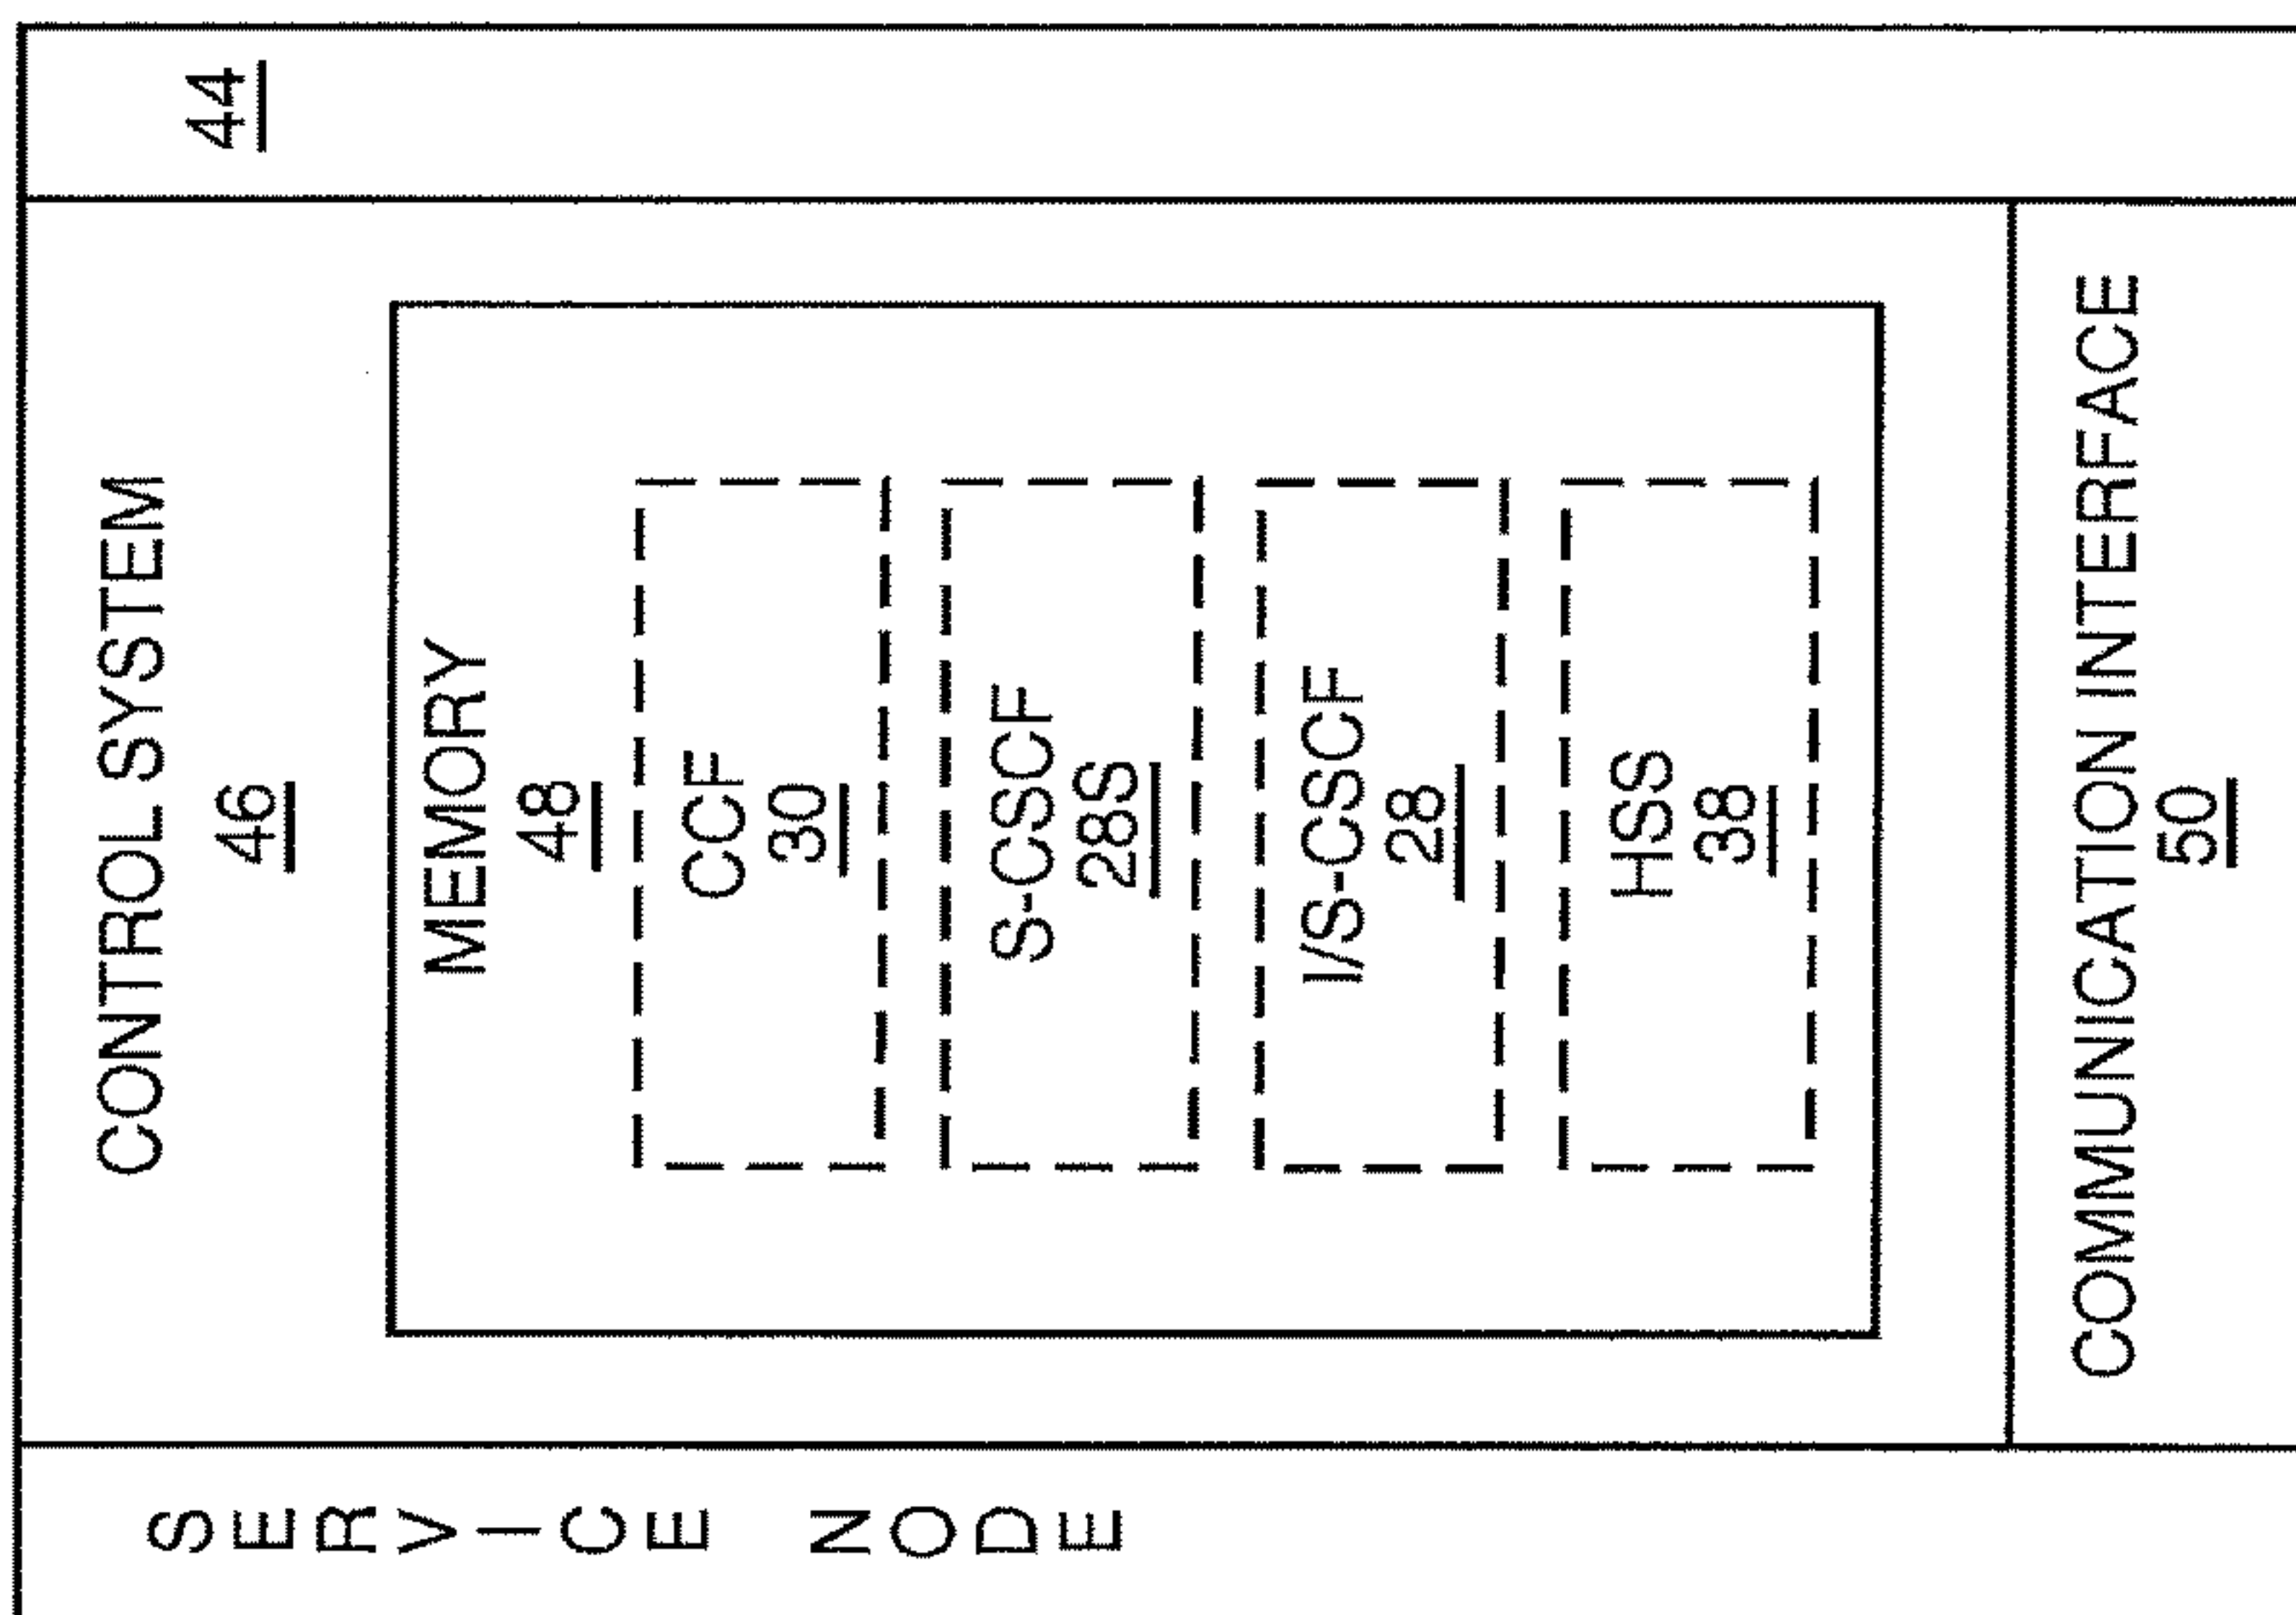 SERVICE NODE
44
CONTROL SYSTEM
46
MEMORY
48
CCF
30
S-CSCF
28S
I/S-CSCF
28
HSS
38
COMMUNICATION INTERFACE
50